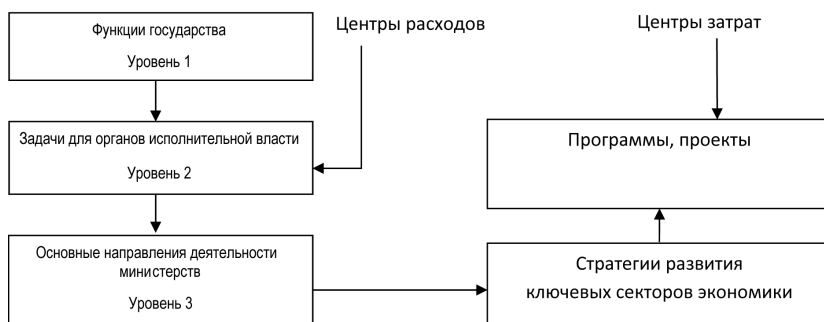 Функции государства
Уровень 1
Центры расходов
Центры затрат
Задачи для органов исполнительной власти
Уровень 2
Программы, проекты
Основные направления деятельности
министерств
Уровень 3
Стратегии развития
ключевых секторов экономики